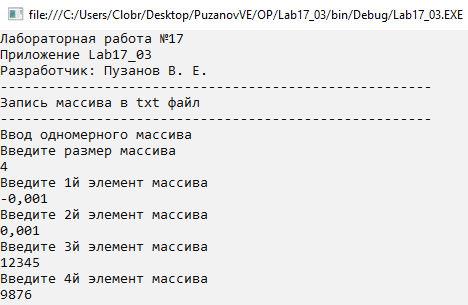 file:///C:/Users/Clobr/Desktop/PuzanovVE/OP/Lab17_03/bin/Debug/Lab17_03.EXE
Лабораторная работа №17
Приложение Lab17_03
Разработчик: Пузанов В. Е.
------------------------------------------------------
Запись массива в txt файл
------------------------------------------------------
Ввод одномерного массива
Введите размер массива
4
Введите 1й элемент массива
-0,001
Введите 2й элемент массива
0,001
Введите 3й элемент массива
12345
Введите 4й элемент массива
9876